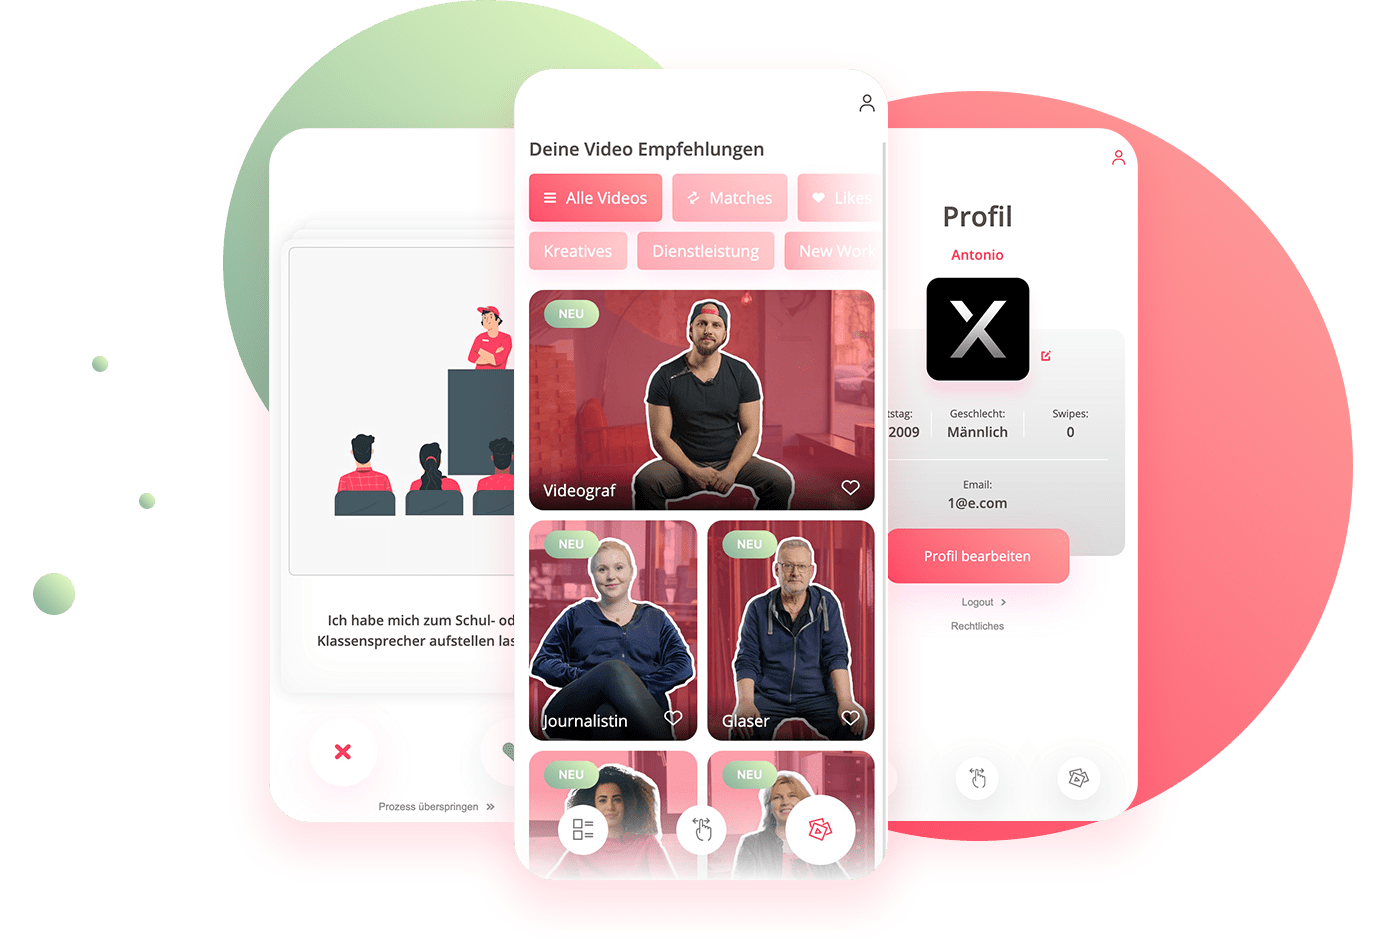 Ich habe mich zum Schul- od
Klassensprecher aufstellen las
Prozess überspringen
Deine Video Empfehlungen
Alle Videos
Matches
Likes
Kreatives
Dienstleistung
New Work
NEU
Videograf
NEU
Journalistin
NEU
Glaser
NEU
NEU
Profil
Antonio
X
tstag:
2009
Geschlecht:
Männlich
Swipes:
0
Email:
1@e.com
Profil bearbeiten
Logout
Rechtliches